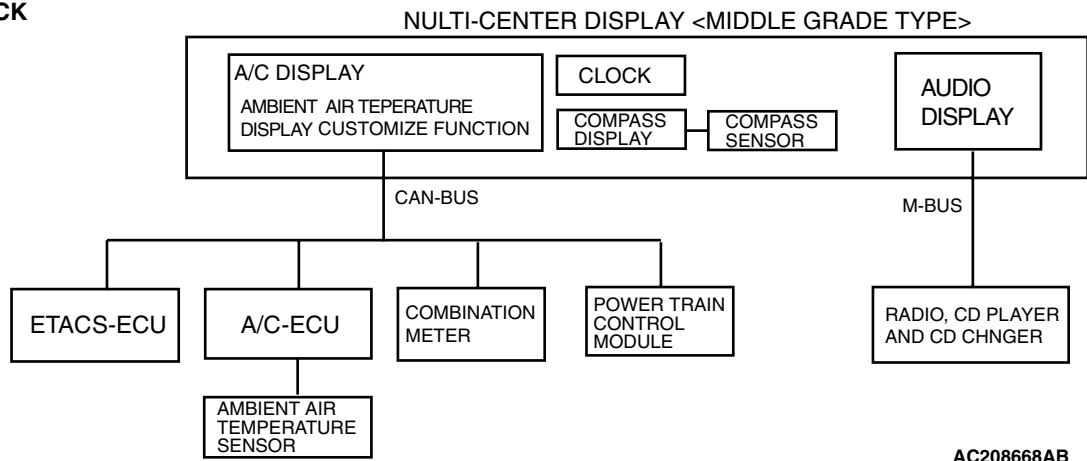 CK
NULTI-CENTER DISPLAY <MIDDLE GRADE TYPE>
A/C DISPLAY
AMBIENT AIR TEPERATURE
DISPLAY CUSTOMIZE FUNCTION
CLOCK
COMPASS
DISPLAY
COMPASS
SENSOR
AUDIO
DISPLAY
CAN-BUS
M-BUS
ETACS-ECU
A/C-ECU
COMBINATION
METER
POWER TRAIN
CONTROL
MODULE
RADIO, CD PLAYER
AND CD CHNGER
AMBIENT AIR
TEMPERATURE
SENSOR
AC208668AB